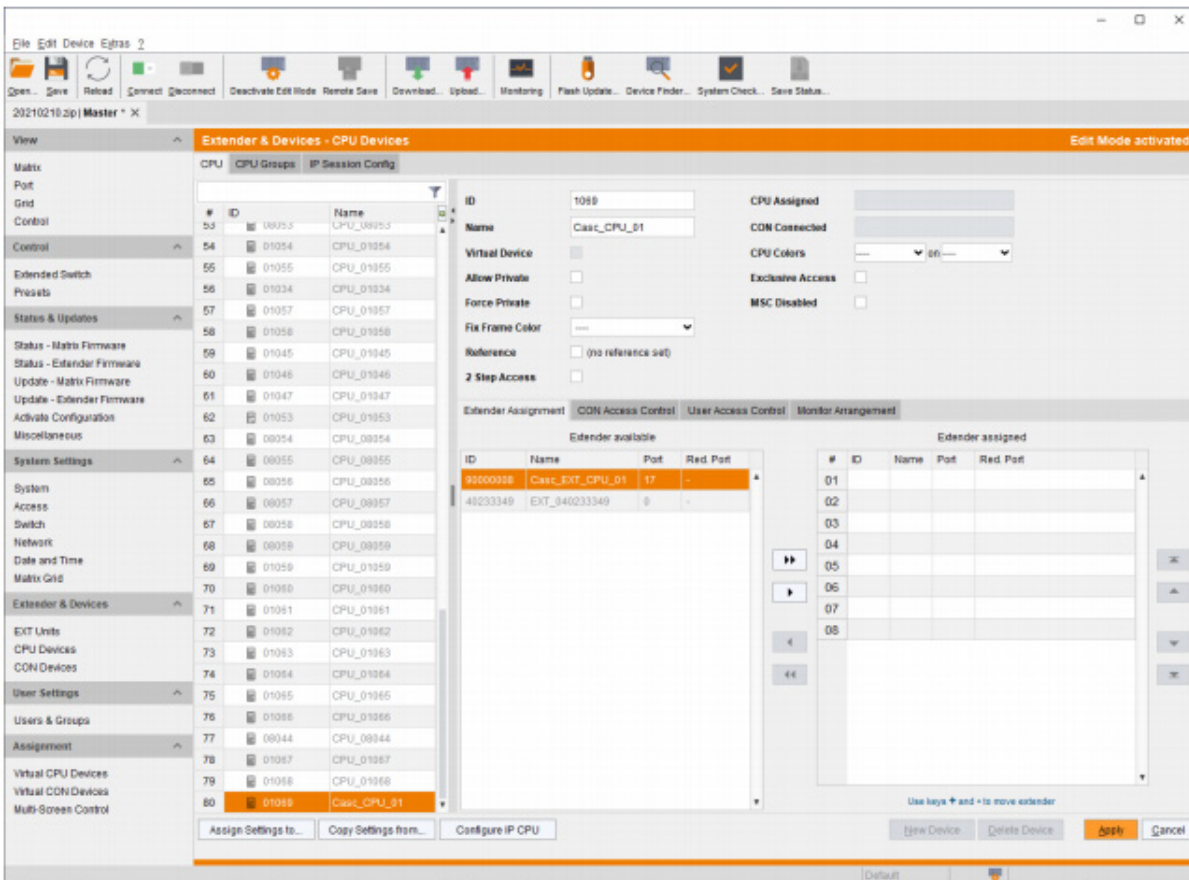 File Edit Device Extras ?
Open... Save Reload Connect Disconnect Deactivate Edit Mode Remote Save Download... Upload... Monitoring Flash Update... Device Finder... System Check... Save Status...
20210210.zip | Master * X
View
Matrix
Port
Grid
Control
Control
Extended Switch
Presets
Status & Updates
Status - Matrix Firmware
Status - Extender Firmware
Update - Matrix Firmware
Update - Extender Firmware
Activate Configuration
Miscellaneous
System Settings
System
Access
Switch
Network
Date and Time
Matrix Grid
Extender & Devices
EXT Units
CPU Devices
CON Devices
User Settings
Users & Groups
Assignment
Virtual CPU Devices
Virtual CON Devices
Multi-Screen Control
Extender & Devices - CPU Devices Edit Mode activated
CPU CPU Groups IP Session Config
# ID Name
53 08053 CPU_08053
54 01054 CPU_01054
55 01055 CPU_01055
56 01034 CPU_01034
57 01057 CPU_01057
58 01058 CPU_01058
59 01045 CPU_01045
60 01046 CPU_01046
61 01047 CPU_01047
62 01053 CPU_01053
63 08054 CPU_08054
64 08055 CPU_08055
65 08056 CPU_08056
66 08057 CPU_08057
67 08058 CPU_08058
68 08059 CPU_08059
69 01059 CPU_01059
70 01060 CPU_01060
71 01061 CPU_01061
72 01062 CPU_01062
73 01063 CPU_01063
74 01064 CPU_01064
75 01065 CPU_01065
76 01066 CPU_01066
77 08044 CPU_08044
78 01067 CPU_01067
79 01068 CPU_01068
80 01069 Casc_CPU_01
ID 1069 CPU Assigned
Name Casc_CPU_01 CON Connected
Virtual Device CPU Colors ---- on ----
Allow Private Exclusive Access
Force Private MSC Disabled
Fix Frame Color ----
Reference (no reference set)
2 Step Access
Extender Assignment CON Access Control User Access Control Monitor Arrangement
Extender available
ID Name Port Red. Port
90000008 Casc_EXT_CPU_01 17 -
40233349 EXT_040233349 0 -
Extender assigned
# ID Name Port Red. Port
01
02
03
04
05
06
07
08
Use keys + and - to move extender
Assign Settings to... Copy Settings from... Configure IP CPU New Device Delete Device Apply Cancel
Default